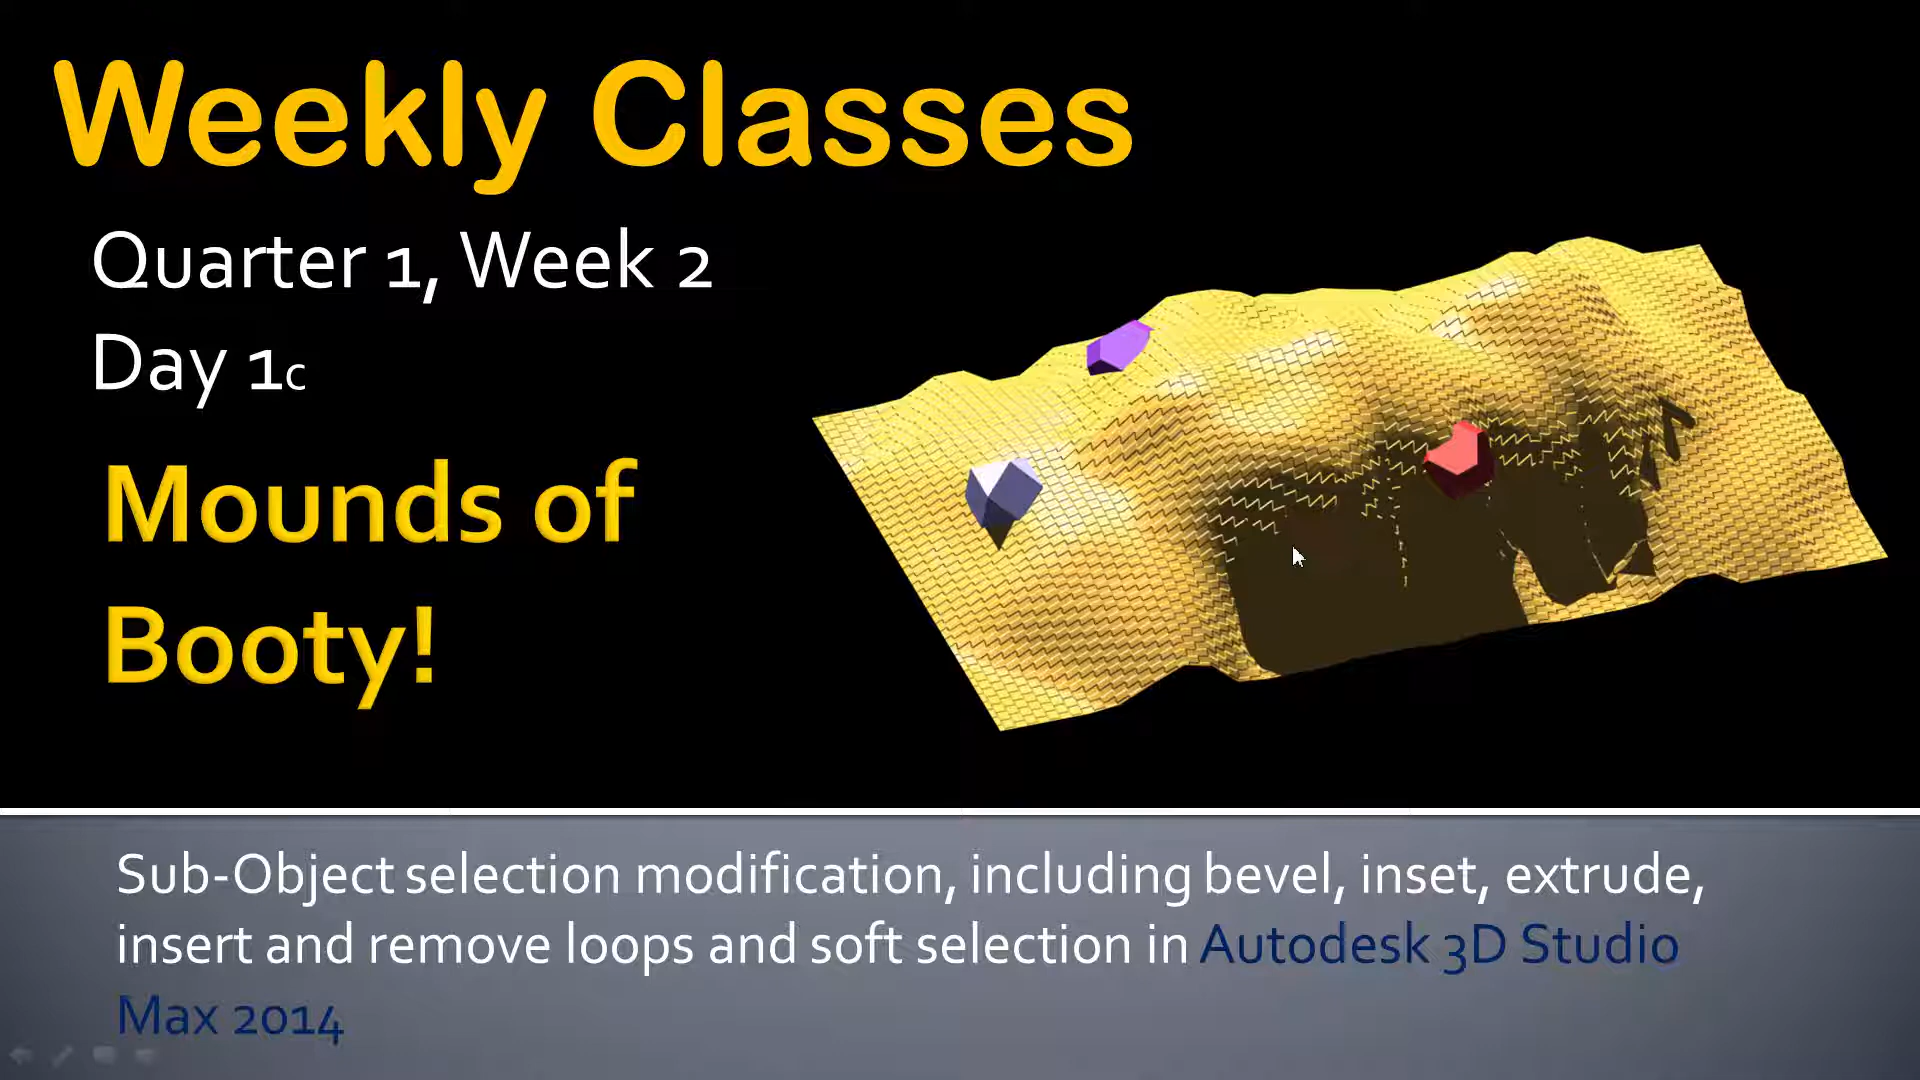 Weekly Classes
Quarter 1, Week 2
Day 1c
Mounds of
Booty!
Sub-Object selection modification, including bevel, inset, extrude,
insert and remove loops and soft selection in Autodesk 3D Studio
Max 2014